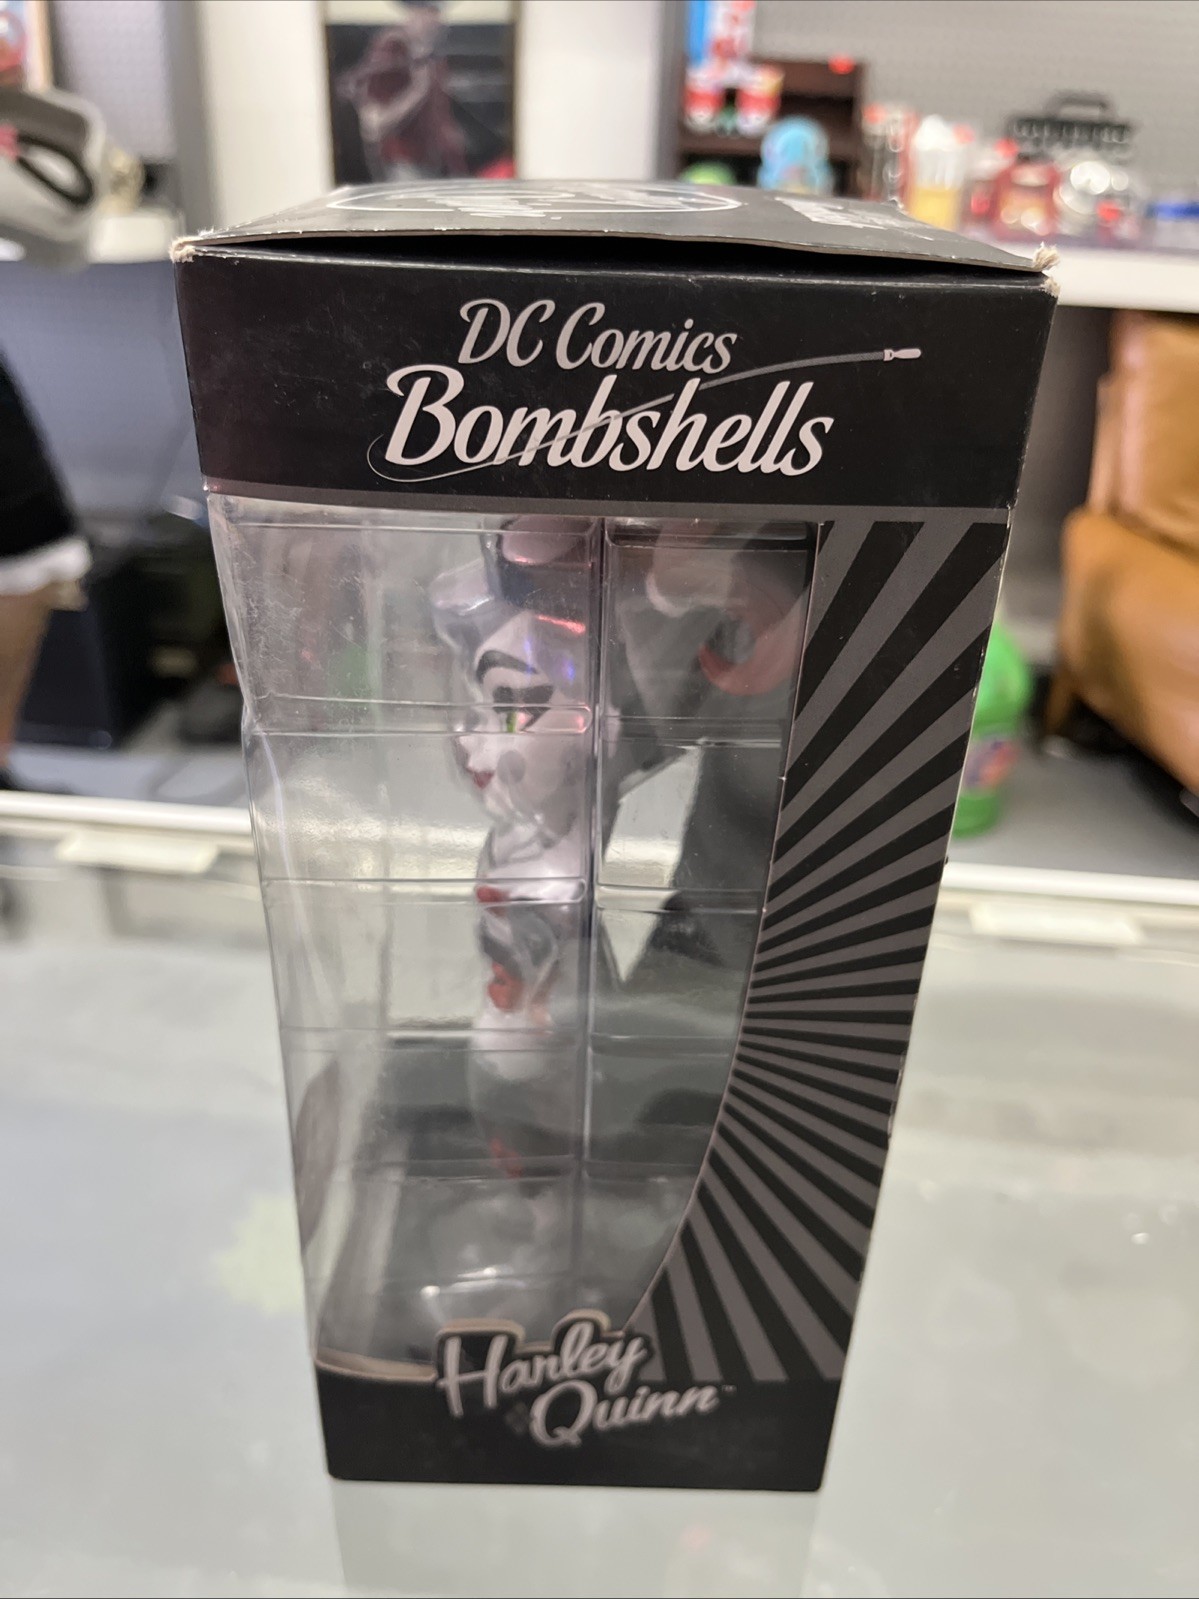 DC Comics
Bombshells
Harley
Quinn™